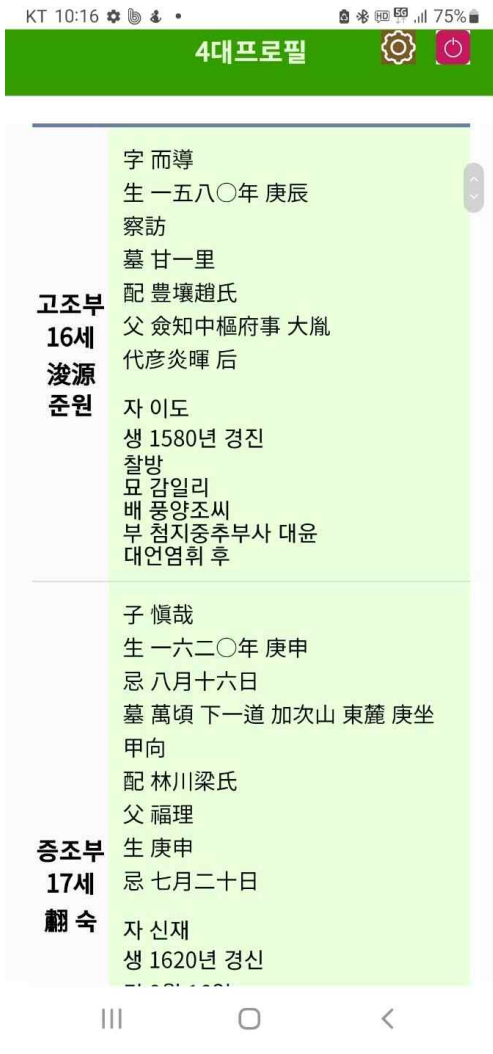 KT 10:16
5G 75%
4대프로필
고조부
16세
浚源
준원
字 而導
生 一五八〇年 庚辰
察訪
墓 甘一里
配 豊壤趙氏
父 僉知中樞府事 大胤
代彦炎暉 后
자 이도
생 1580년 경진
찰방
묘 감일리
배 풍양조씨
부 첨지중추부사 대윤
대언염휘 후
증조부
17세
숙
子 愼哉
生 一六二〇年 庚申
忌 八月十六日
墓 萬頃 下一道 加次山 東麓 庚坐
甲向
配 林川梁氏
父 福理
生 庚申
忌 七月二十日
자 신재
생 1620년 경신